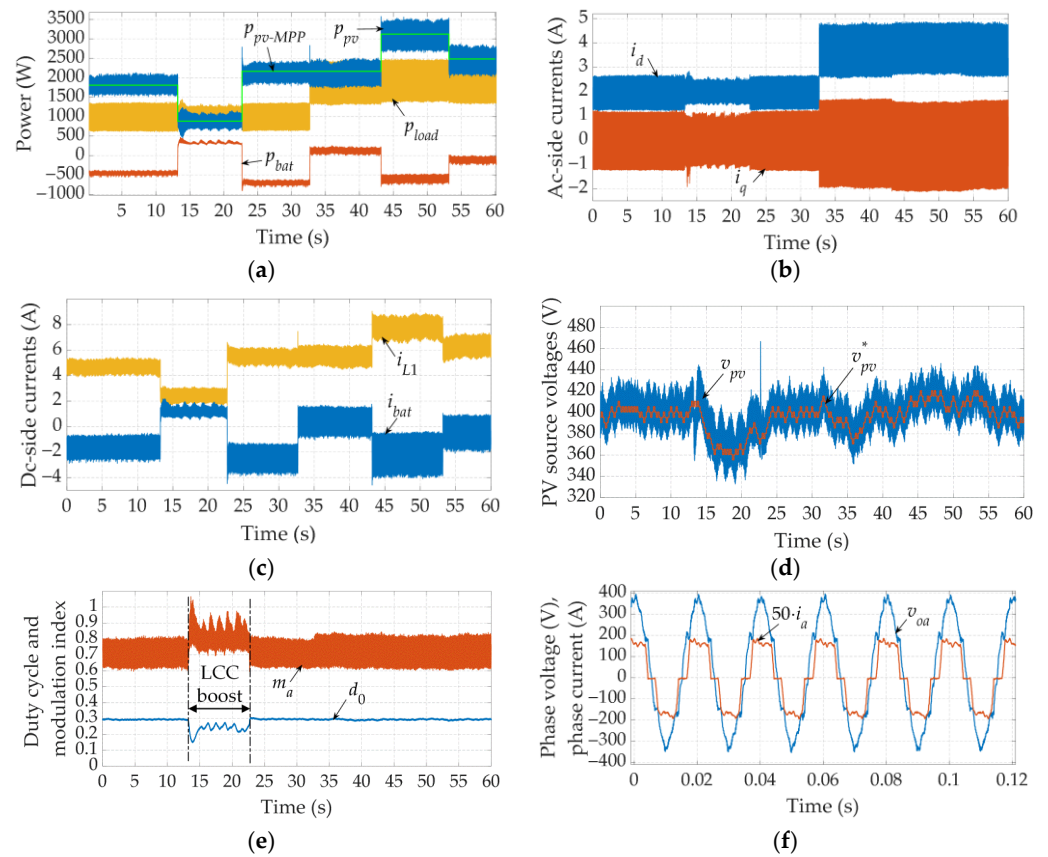 3500
3000
2500
2000
1500
1000
500
0
−500
−1000
Power (W)
p_pv-MPP
p_pv
p_load
p_bat
5 10 15 20 25 30 35 40 45 50 55 60
Time (s)
(a)
5
4
3
2
1
0
−1
−2
Ac-side currents (A)
i_d
i_q
0 5 10 15 20 25 30 35 40 45 50 55 60
Time (s)
(b)
8
6
4
2
0
−2
−4
Dc-side currents (A)
i_L1
i_bat
0 5 10 15 20 25 30 35 40 45 50 55 60
Time (s)
(c)
480
460
440
420
400
380
360
340
320
PV source voltages (V)
v_pv
v*_pv
0 5 10 15 20 25 30 35 40 45 50 55 60
Time (s)
(d)
1
0.9
0.8
0.7
0.6
0.5
0.4
0.3
0.2
0.1
0
Duty cycle and
modulation index
LCC
boost
m_a
d_0
0 5 10 15 20 25 30 35 40 45 50 55 60
Time (s)
(e)
400
300
200
100
0
−100
−200
−300
−400
Phase voltage (V),
phase current (A)
50·i_a
v_oa
0 0.02 0.04 0.06 0.08 0.1 0.12
Time (s)
(f)